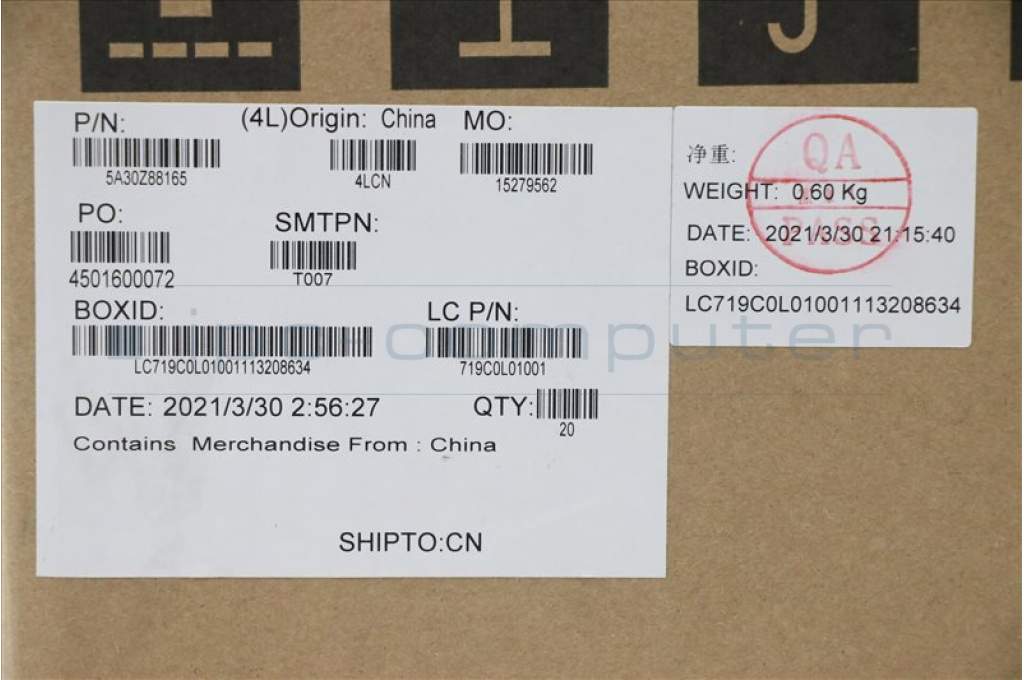 P/N: (4L)Origin: China MO:
5A30Z88165 4LCN 15279562
PO: SMTPN:
4501600072 T007
BOXID: LC P/N:
LC719C0L01001113208634 719C0L01001
DATE: 2021/3/30 2:56:27 QTY:
20
Contains Merchandise From : China
SHIPTO:CN
净重:
QA
WEIGHT: 0.60 Kg
PASS
DATE: 2021/3/30 21:15:40
BOXID:
LC719C0L01001113208634
computer